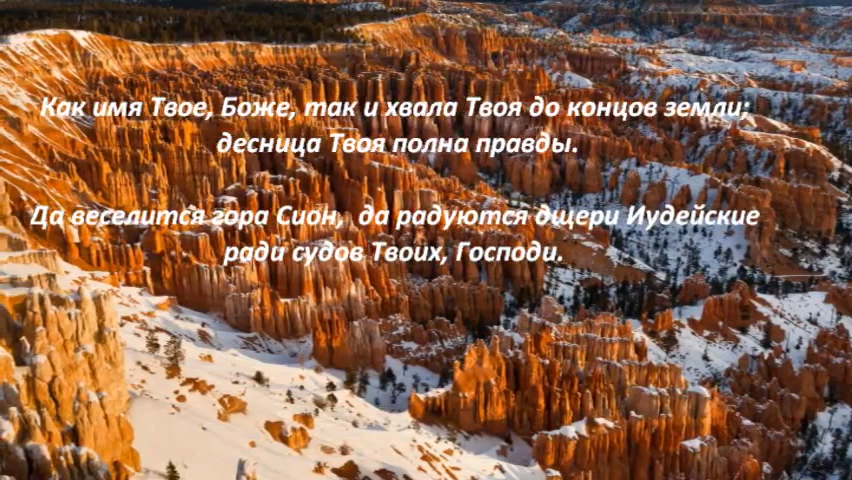 Как имя Твое, Боже, так и хвала Твоя до концов земли;
десница Твоя полна правды.
Да веселится гора Сион, да радуются дщери Иудейские
ради судов Твоих, Господи.